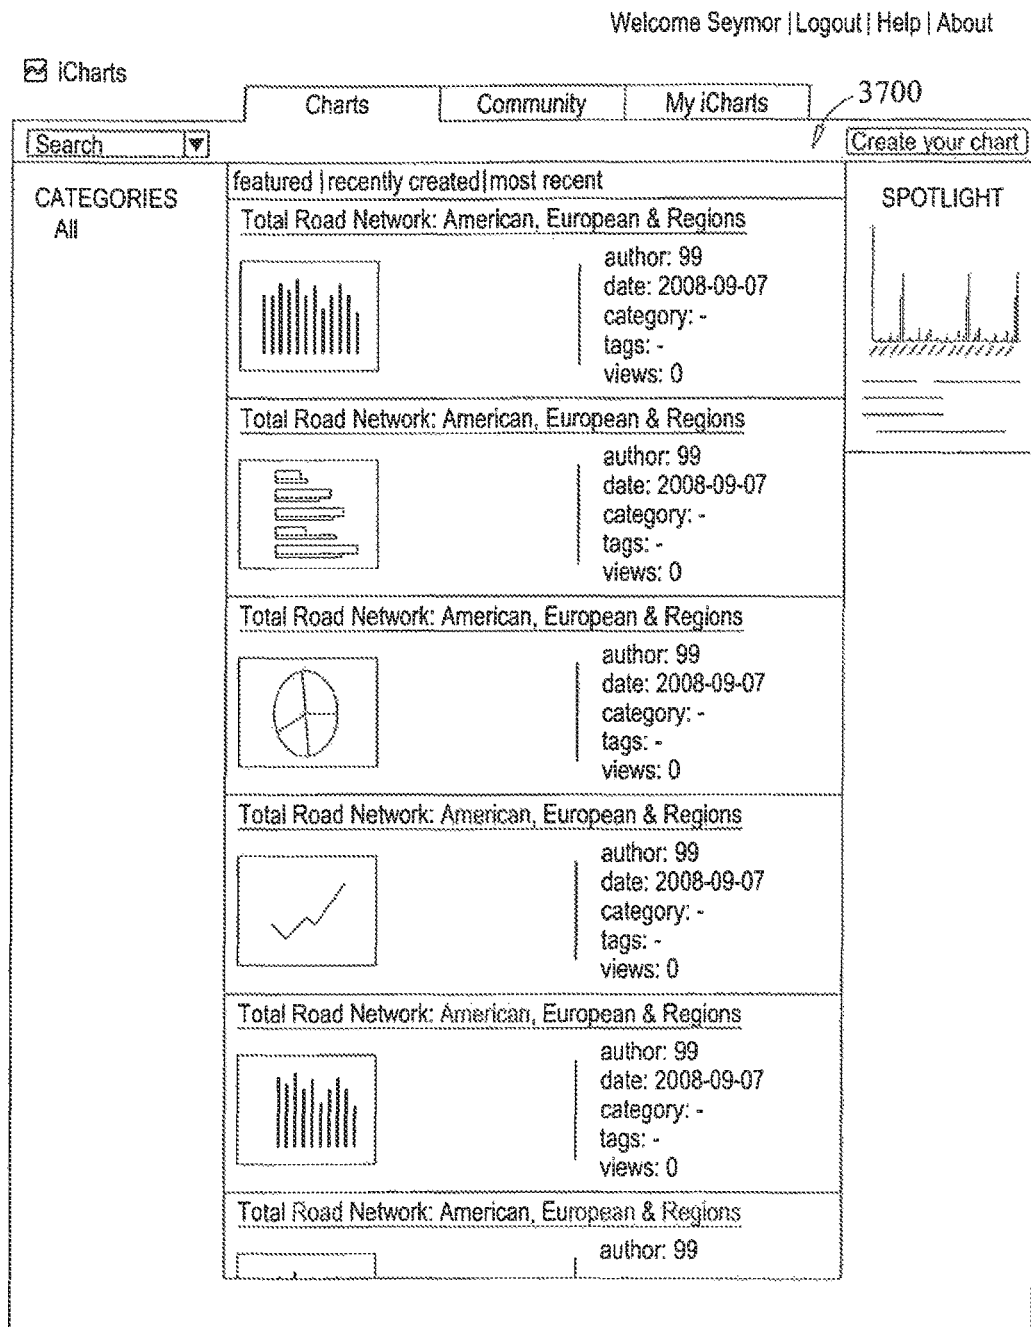 Welcome Seymor | Logout | Help | About
iCharts
Charts
Community
My iCharts
3700
Search
Create your chart
CATEGORIES
All
featured | recently created | most recent
Total Road Network: American, European & Regions
author: 99
date: 2008-09-07
category: -
tags: -
views: 0
Total Road Network: American, European & Regions
author: 99
date: 2008-09-07
category: -
tags: -
views: 0
Total Road Network: American, European & Regions
author: 99
date: 2008-09-07
category: -
tags: -
views: 0
Total Road Network: American, European & Regions
author: 99
date: 2008-09-07
category: -
tags: -
views: 0
Total Road Network: American, European & Regions
author: 99
date: 2008-09-07
category: -
tags: -
views: 0
Total Road Network: American, European & Regions
author: 99
SPOTLIGHT